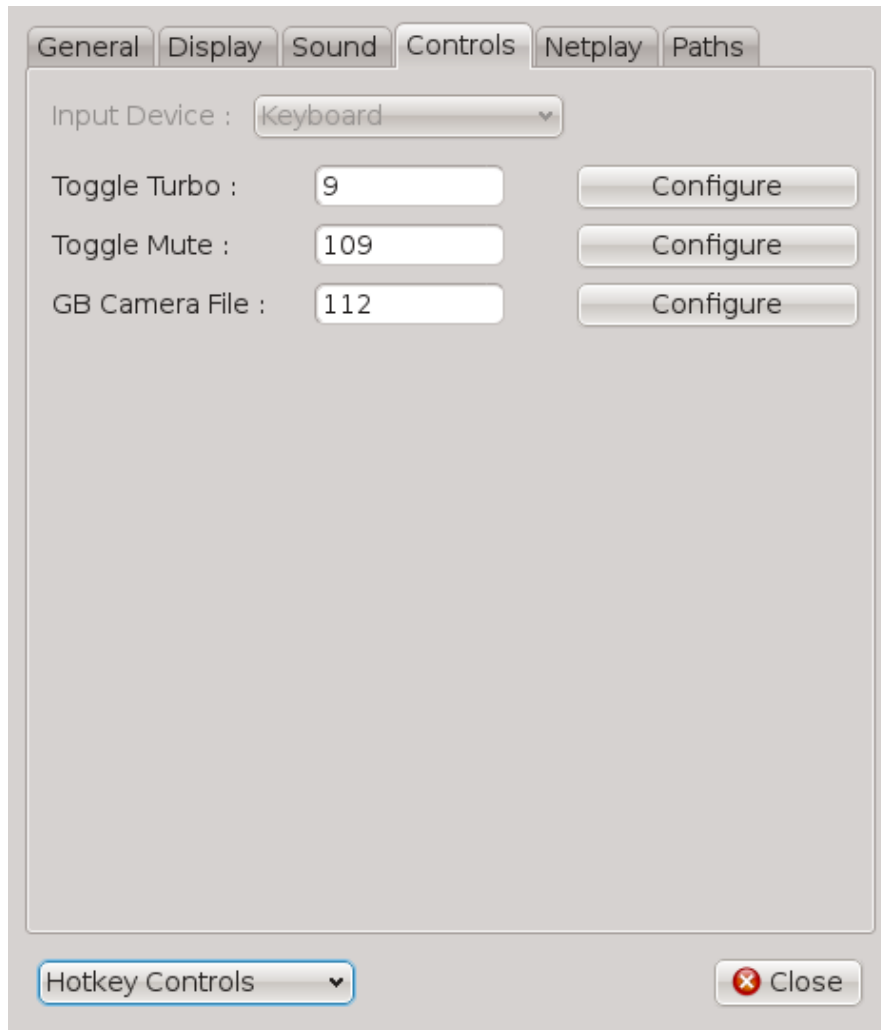 General Display Sound Controls Netplay Paths
Input Device : Keyboard
Toggle Turbo : 9 Configure
Toggle Mute : 109 Configure
GB Camera File : 112 Configure
Hotkey Controls Close